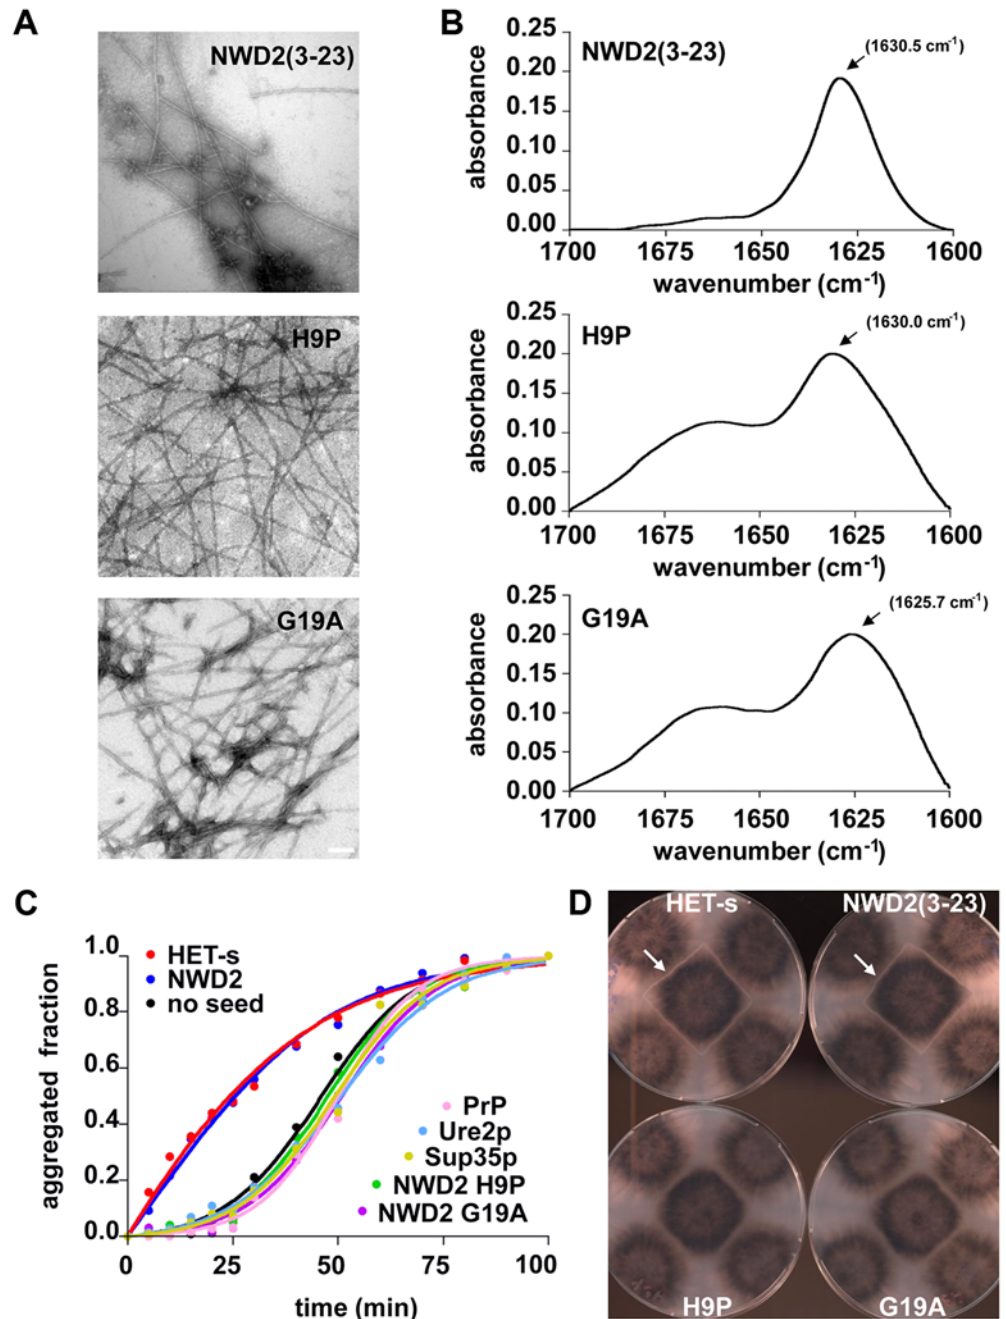 A
NWD2(3-23)
H9P
G19A
B
NWD2(3-23)
(1630.5 cm-1)
absorbance
0.25
0.20
0.15
0.10
0.05
0.00
1700
1675
1650
1625
1600
wavenumber (cm-1)
H9P
(1630.0 cm-1)
absorbance
0.25
0.20
0.15
0.10
0.05
0.00
1700
1675
1650
1625
1600
wavenumber (cm-1)
G19A
(1625.7 cm-1)
absorbance
0.25
0.20
0.15
0.10
0.05
0.00
1700
1675
1650
1625
1600
wavenumber (cm-1)
C
HET-s
NWD2
no seed
PrP
Ure2p
Sup35p
NWD2 H9P
NWD2 G19A
aggregated fraction
1.0
0.8
0.6
0.4
0.2
0.0
0
25
50
75
100
time (min)
D
HET-s
NWD2(3-23)
H9P
G19A